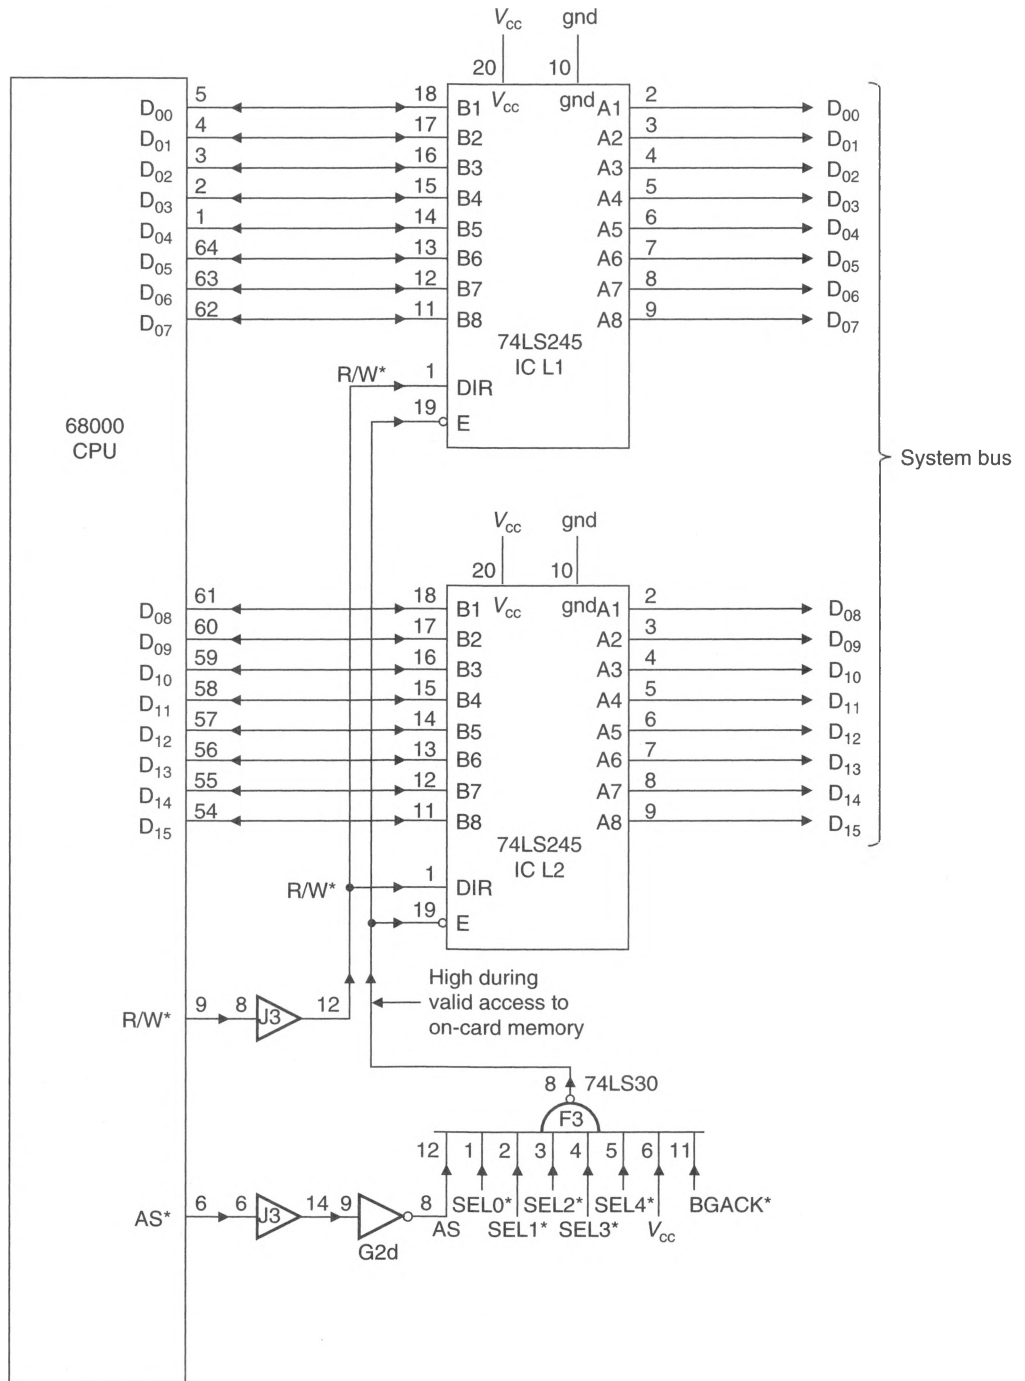 Vcc gnd
20 10
D00 5 18 B1 Vcc gnd A1 2 D00
D01 4 17 B2 A2 3 D01
D02 3 16 B3 A3 4 D02
D03 2 15 B4 A4 5 D03
D04 1 14 B5 A5 6 D04
D05 64 13 B6 A6 7 D05
D06 63 12 B7 A7 8 D06
D07 62 11 B8 A8 9 D07
74LS245
IC L1
R/W* 1 DIR
19 E
68000
CPU
System bus
Vcc gnd
20 10
D08 61 18 B1 Vcc gnd A1 2 D08
D09 60 17 B2 A2 3 D09
D10 59 16 B3 A3 4 D10
D11 58 15 B4 A4 5 D11
D12 57 14 B5 A5 6 D12
D13 56 13 B6 A6 7 D13
D14 55 12 B7 A7 8 D14
D15 54 11 B8 A8 9 D15
74LS245
IC L2
R/W* 1 DIR
19 E
High during
valid access to
on-card memory
R/W* 9 8 J3 12
8 74LS30
F3
12 1 2 3 4 5 6 11
AS* 6 6 J3 14 9 8
G2d
AS SEL0* SEL1* SEL2* SEL3* SEL4* Vcc BGACK*